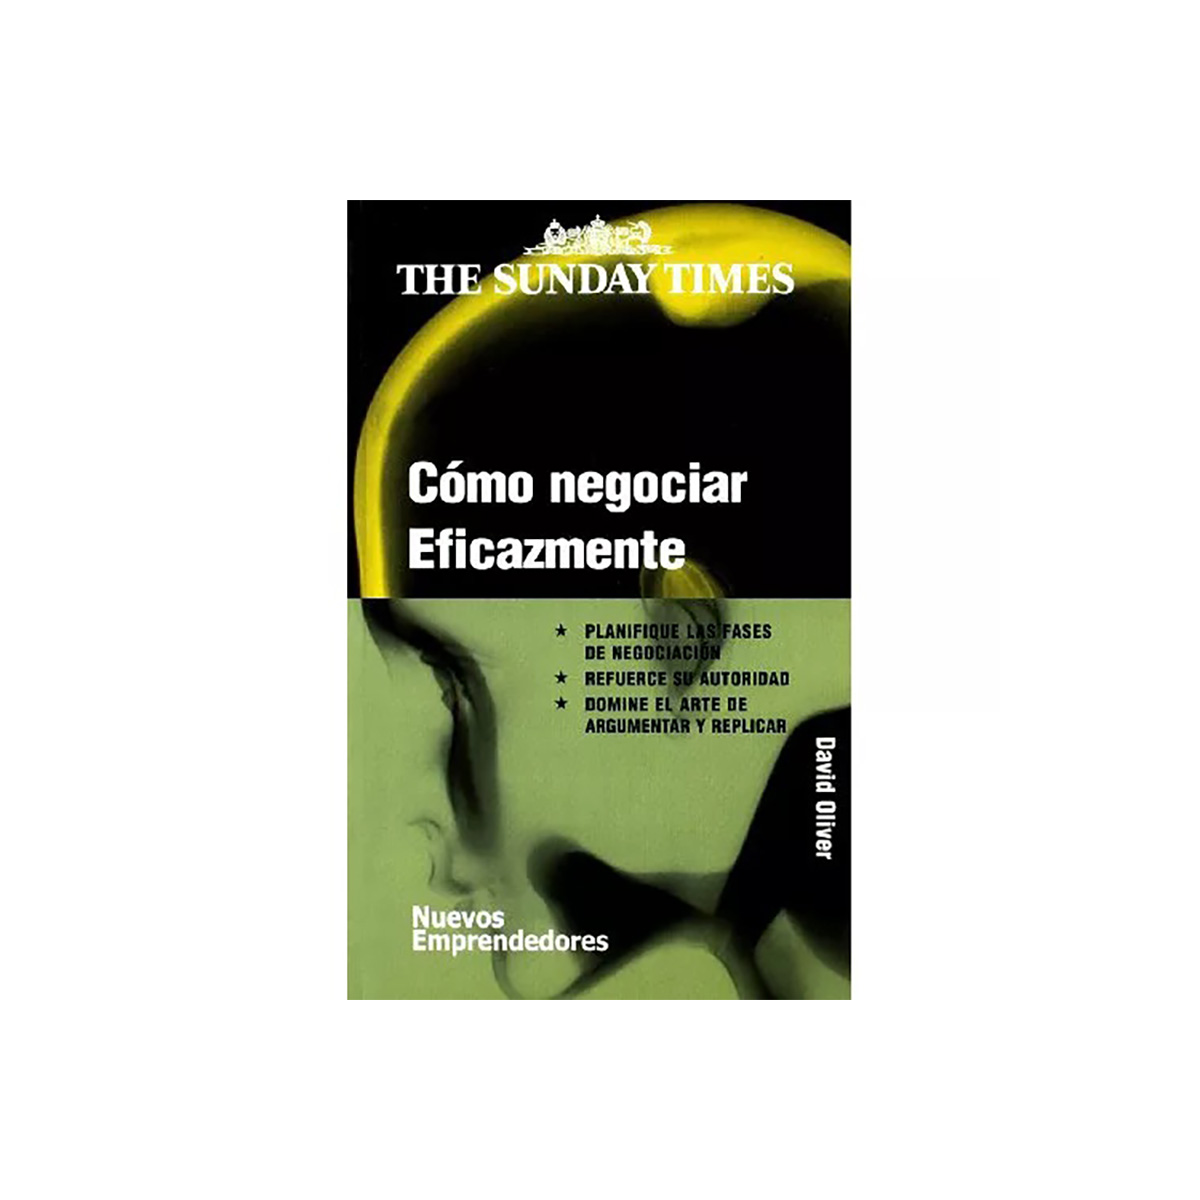 THE SUNDAY TIMES
Cómo negociar
Eficazmente
★ PLANIFIQUE LAS FASES
DE NEGOCIACIÓN
★ REFUERCE SU AUTORIDAD
★ DOMINE EL ARTE DE
ARGUMENTAR Y REPLICAR
David Oliver
Nuevos
Emprendedores